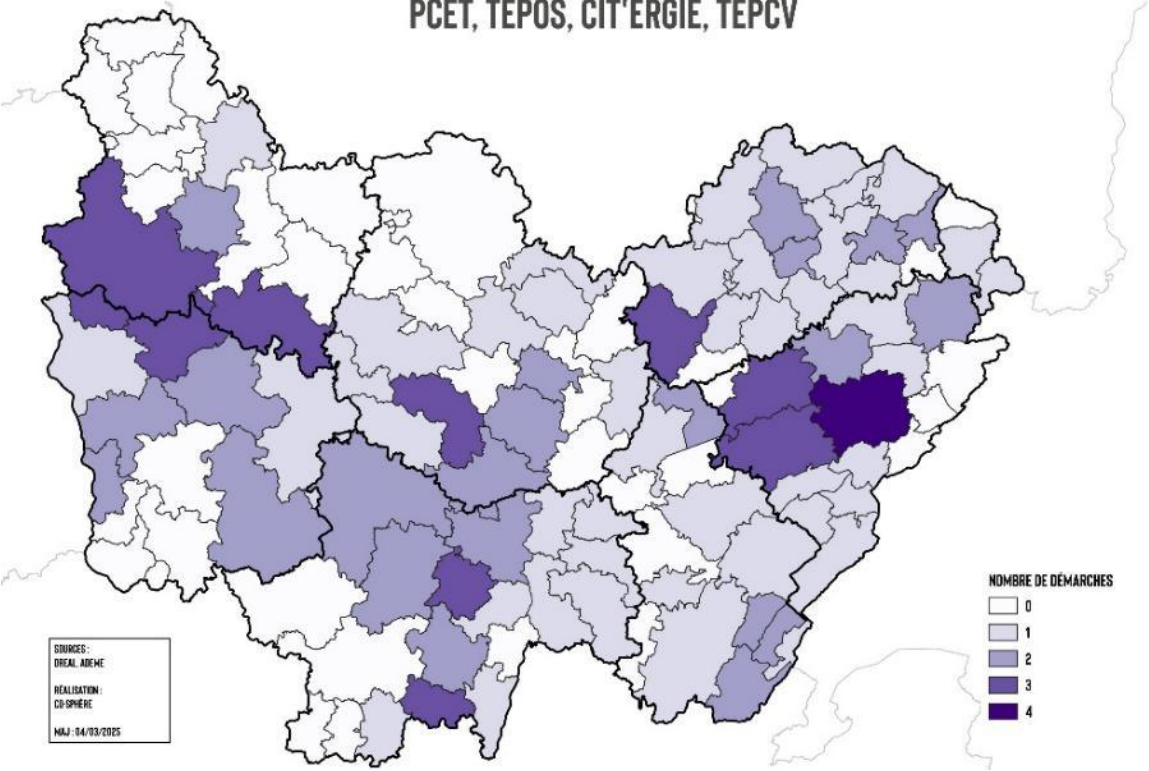 PCET, TEPOS, CIT'ERGIE, TEPCV
NOMBRE DE DÉMARCHES
0
1
2
3
4
SOURCES :
DREAL, ADEME
RÉALISATION :
CO-SPHÈRE
MAJ : 04/03/2025